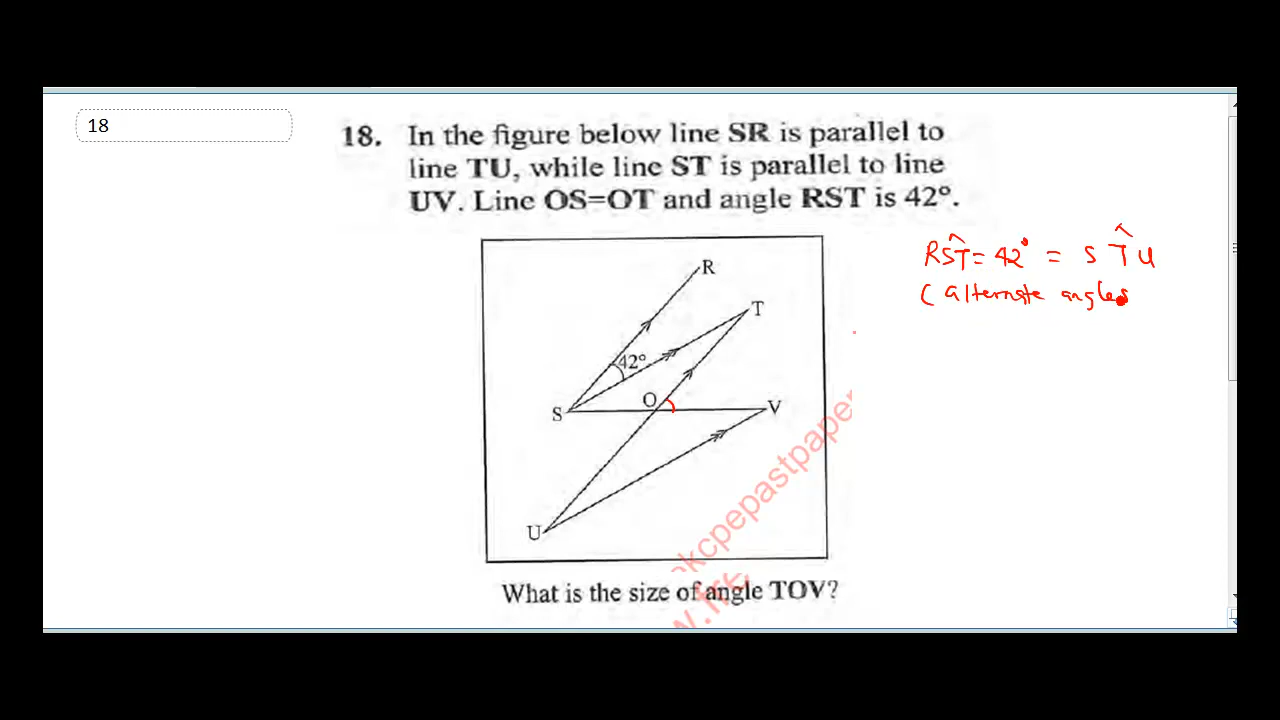 18
18. In the figure below line SR is parallel to
line TU, while line ST is parallel to line
UV. Line OS=OT and angle RST is 42°.
RŜT = 42° = S T̂ U
( alternate angles
R
T
42°
O
S
V
U
kcpepastpaper
w.fre
What is the size of angle TOV?